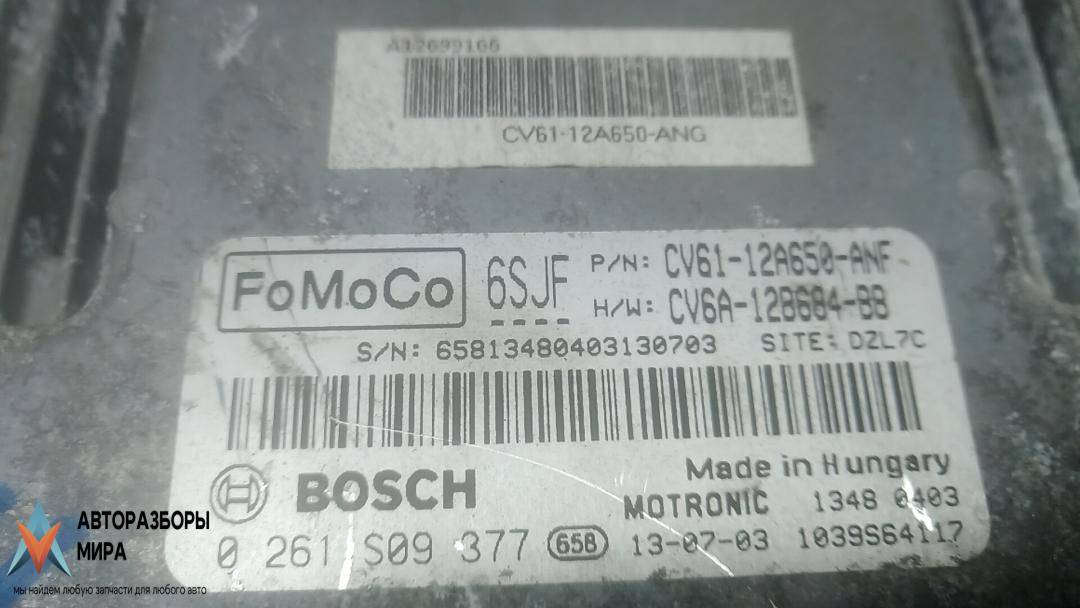 A12699166
CV61-12A650-ANG
FoMoCo 6SJF P/N: CV61-12A650-ANF
H/W: CV6A-12B684-BB
S/N: 65813480403130703 SITE: DZL7C
BOSCH Made in Hungary
MOTRONIC 1348 0403
0 261 S09 377 658 13-07-03 1039S64117
АВТОРАЗБОРЫ
МИРА
мы найдем любую запчасти для любого авто